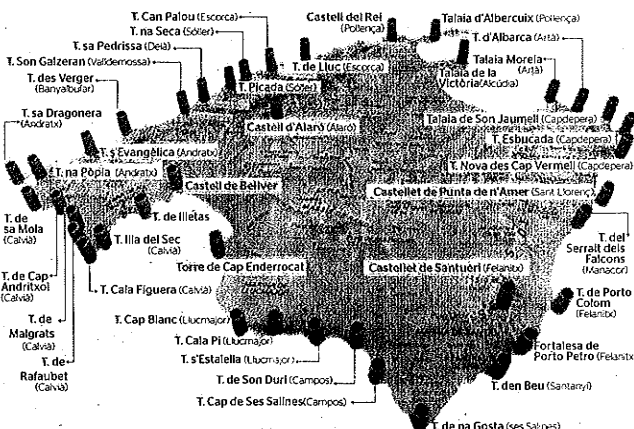 T. Can Palou (Escorca)
T. na Seca (Sóller)
T. sa Pedrissa (Deià)
T. Son Galzeran (Valldemossa)
T. des Verger
(Banyalbufar)
T. sa Dragonera
(Andratx)
Castell del Rei
(Pollença)
Talaia d'Albercuix (Pollença)
T. d'Albarca (Artà)
Talaia Moreia
(Artà)
Talaia de la
Victòria (Alcúdia)
T. de Lluc (Escorca)
T. Picada (Sóller)
Castell d'Alaró (Alaró)
Talaia de Son Jaumell (Capdepera)
T. Esbucada (Capdepera)
T. Nova des Cap Vermell (Capdepera)
T. s'Evangèlica (Andratx)
T. na Pòpia (Andratx)
Castell de Bellver
Castellet de Punta de n'Amer (Sant Llorenç)
T. de
sa Mola
(Calvià)
T. de Illetas
T. Illa del Sec
(Calvià)
T. del
Serrait dels
Falcons
(Manacor)
Torre de Cap Enderrocat
Castellet de Santuèri (Felanitx)
T. de Cap
Andritxol
(Calvià)
T. Cala Figuera (Calvià)
T. de Porto
Colom
(Felanitx)
T. de
Malgrats
(Calvià)
T. Cap Blanc (Llucmajor)
T. Cala Pi (Llucmajor)
T. s'Estalella (Llucmajor)
Fortalesa de
Porto Petro (Felanitx
T. de
Rafaubet
(Calvià)
T. de Son Duri (Campos)
T. den Beu (Santanyí)
T. Cap de Ses Salines (Campos)
T. de na Gosta (ses Salines)